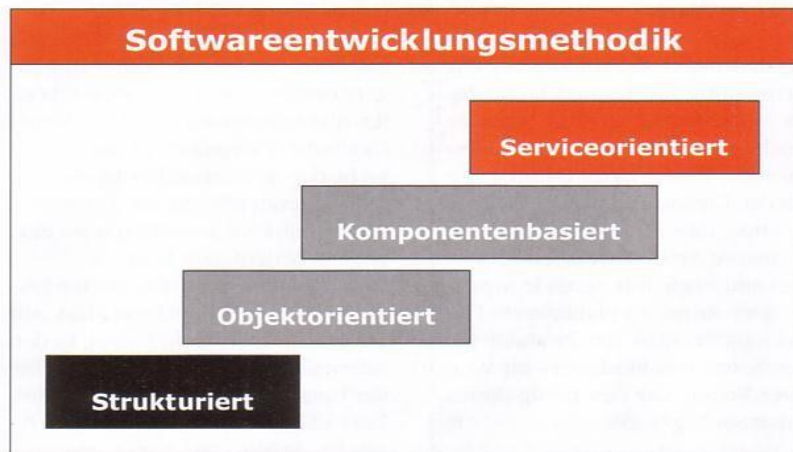 Softwareentwicklungsmethodik
Serviceorientiert
Komponentenbasiert
Objektorientiert
Strukturiert